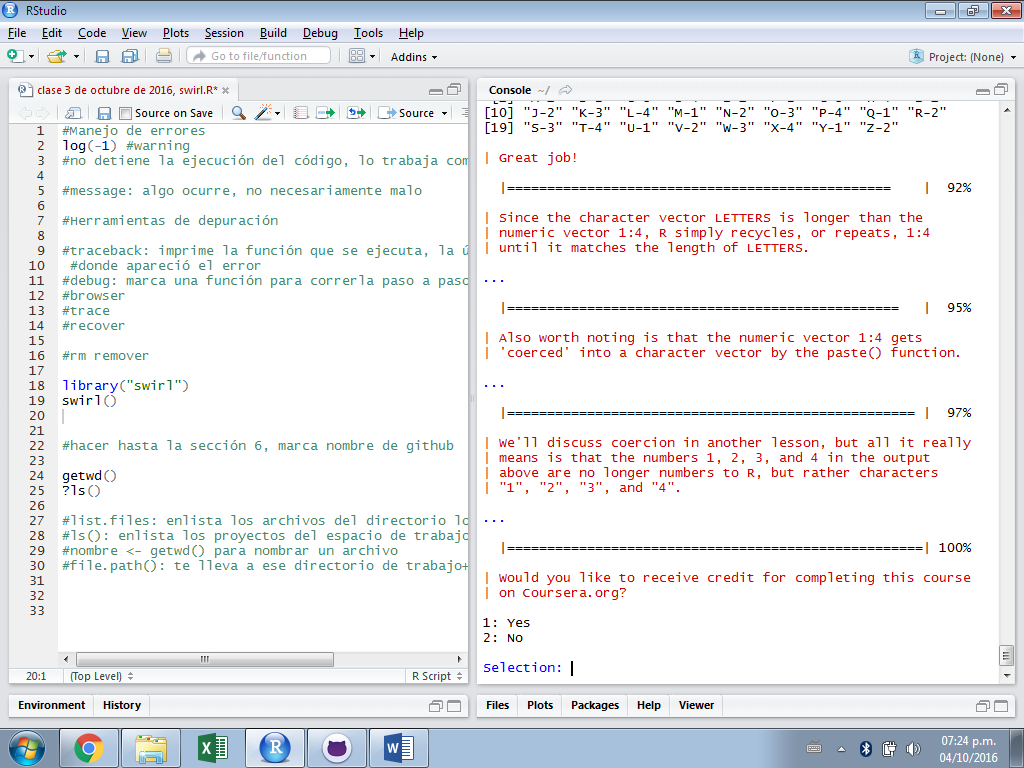 RStudio
File Edit Code View Plots Session Build Debug Tools Help
Go to file/function Addins Project: (None)
clase 3 de octubre de 2016, swirl.R*
Source on Save Source
1 #Manejo de errores
2 log(-1) #warning
3 #no detiene la ejecución del código, lo trabaja com
4
5 #message: algo ocurre, no necesariamente malo
6
7 #Herramientas de depuración
8
9 #traceback: imprime la función que se ejecuta, la ú
10 #donde apareció el error
11 #debug: marca una función para correrla paso a paso
12 #browser
13 #trace
14 #recover
15
16 #rm remover
17
18 library("swirl")
19 swirl()
20
21
22 #hacer hasta la sección 6, marca nombre de github
23
24 getwd()
25 ?ls()
26
27 #list.files: enlista los archivos del directorio lo
28 #ls(): enlista los proyectos del espacio de trabajo
29 #nombre <- getwd() para nombrar un archivo
30 #file.path(): te lleva a ese directorio de trabajo+
31
32
33
20:1 (Top Level) R Script
Environment History
Console ~/
[10] "J-2" "K-3" "L-4" "M-1" "N-2" "O-3" "P-4" "Q-1" "R-2"
[19] "S-3" "T-4" "U-1" "V-2" "W-3" "X-4" "Y-1" "Z-2"
| Great job!
|================================================ | 92%
| Since the character vector LETTERS is longer than the
| numeric vector 1:4, R simply recycles, or repeats, 1:4
| until it matches the length of LETTERS.
...
|================================================= | 95%
| Also worth noting is that the numeric vector 1:4 gets
| 'coerced' into a character vector by the paste() function.
...
|=================================================== | 97%
| We'll discuss coercion in another lesson, but all it really
| means is that the numbers 1, 2, 3, and 4 in the output
| above are no longer numbers to R, but rather characters
| "1", "2", "3", and "4".
...
|====================================================| 100%
| Would you like to receive credit for completing this course
| on Coursera.org?
1: Yes
2: No
Selection:
Files Plots Packages Help Viewer
07:24 p.m.
04/10/2016